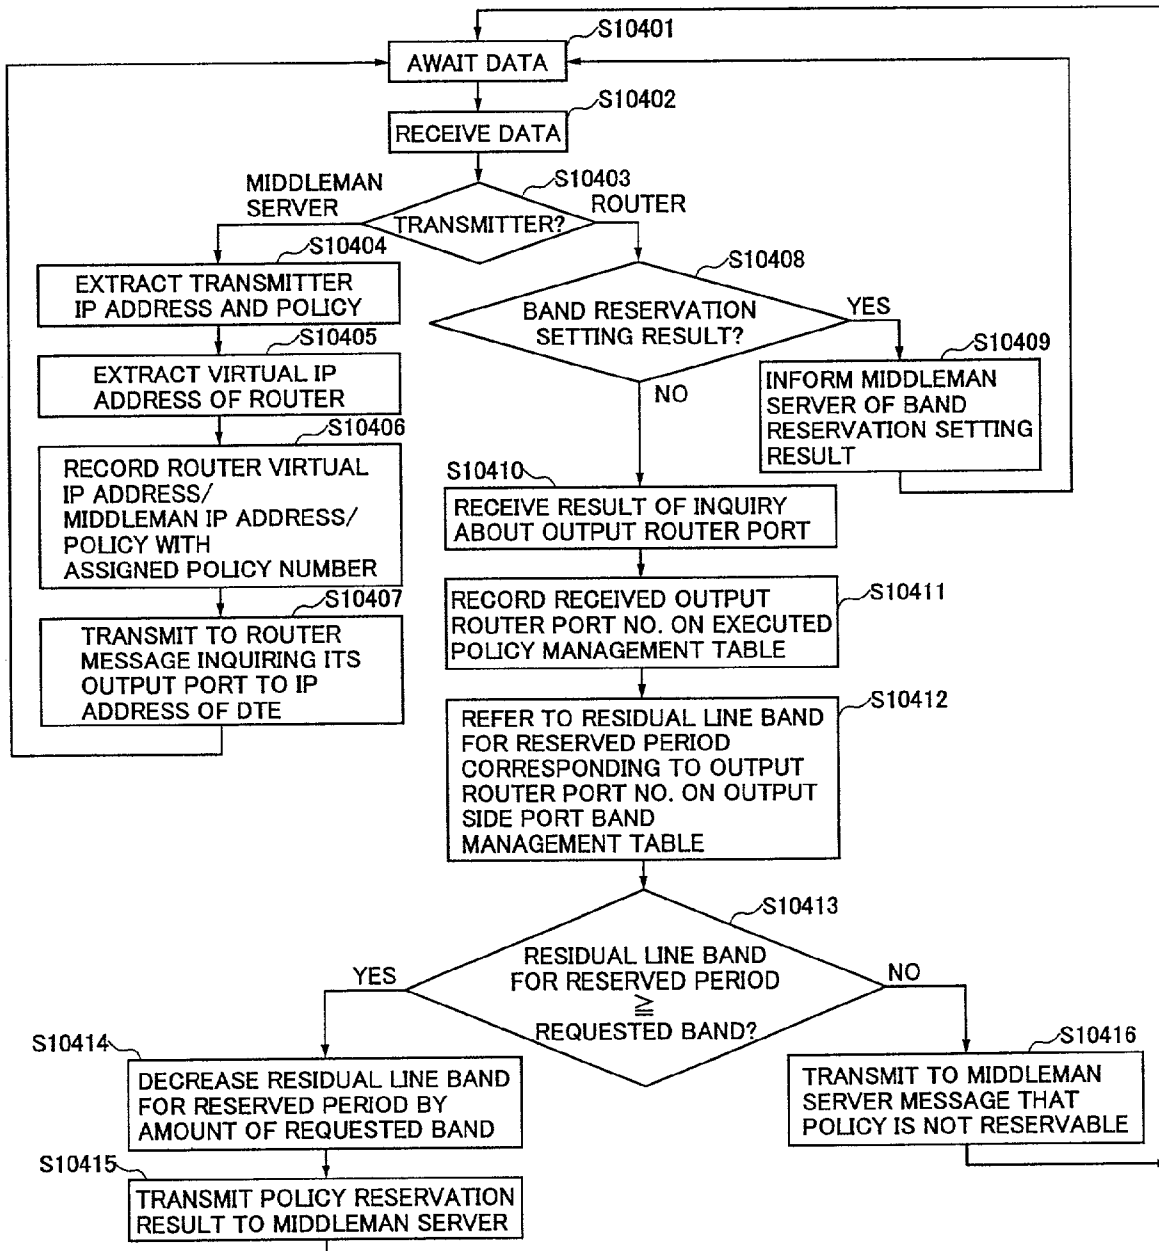 S10401
AWAIT DATA
S10402
RECEIVE DATA
S10403
MIDDLEMAN
SERVER
ROUTER
TRANSMITTER?
S10404
EXTRACT TRANSMITTER
IP ADDRESS AND POLICY
S10405
EXTRACT VIRTUAL IP
ADDRESS OF ROUTER
S10406
RECORD ROUTER VIRTUAL
IP ADDRESS/
MIDDLEMAN IP ADDRESS/
POLICY WITH
ASSIGNED POLICY NUMBER
S10407
TRANSMIT TO ROUTER
MESSAGE INQUIRING ITS
OUTPUT PORT TO IP
ADDRESS OF DTE
S10408
BAND RESERVATION
SETTING RESULT?
YES
NO
S10409
INFORM MIDDLEMAN
SERVER OF BAND
RESERVATION SETTING
RESULT
S10410
RECEIVE RESULT OF INQUIRY
ABOUT OUTPUT ROUTER PORT
S10411
RECORD RECEIVED OUTPUT
ROUTER PORT NO. ON EXECUTED
POLICY MANAGEMENT TABLE
S10412
REFER TO RESIDUAL LINE BAND
FOR RESERVED PERIOD
CORRESPONDING TO OUTPUT
ROUTER PORT NO. ON OUTPUT
SIDE PORT BAND
MANAGEMENT TABLE
S10413
RESIDUAL LINE BAND
FOR RESERVED PERIOD
≧
REQUESTED BAND?
YES
NO
S10414
DECREASE RESIDUAL LINE BAND
FOR RESERVED PERIOD BY
AMOUNT OF REQUESTED BAND
S10415
TRANSMIT POLICY RESERVATION
RESULT TO MIDDLEMAN SERVER
S10416
TRANSMIT TO MIDDLEMAN
SERVER MESSAGE THAT
POLICY IS NOT RESERVABLE